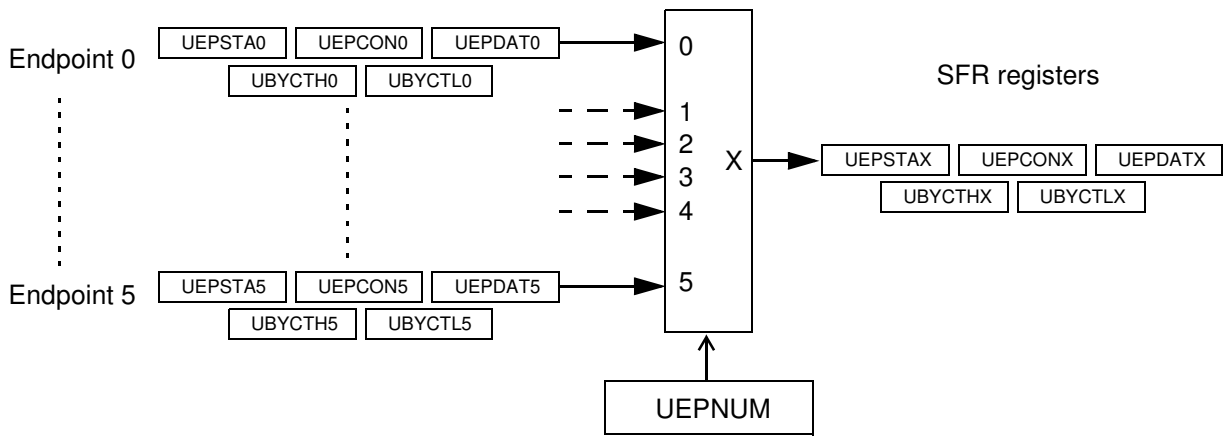 Endpoint 0 UEPSTA0 UEPCON0 UEPDAT0 0
UBYCTH0 UBYCTL0
SFR registers
1
2
X UEPSTAX UEPCONX UEPDATX
3
UBYCTHX UBYCTLX
4
Endpoint 5 UEPSTA5 UEPCON5 UEPDAT5 5
UBYCTH5 UBYCTL5
UEPNUM